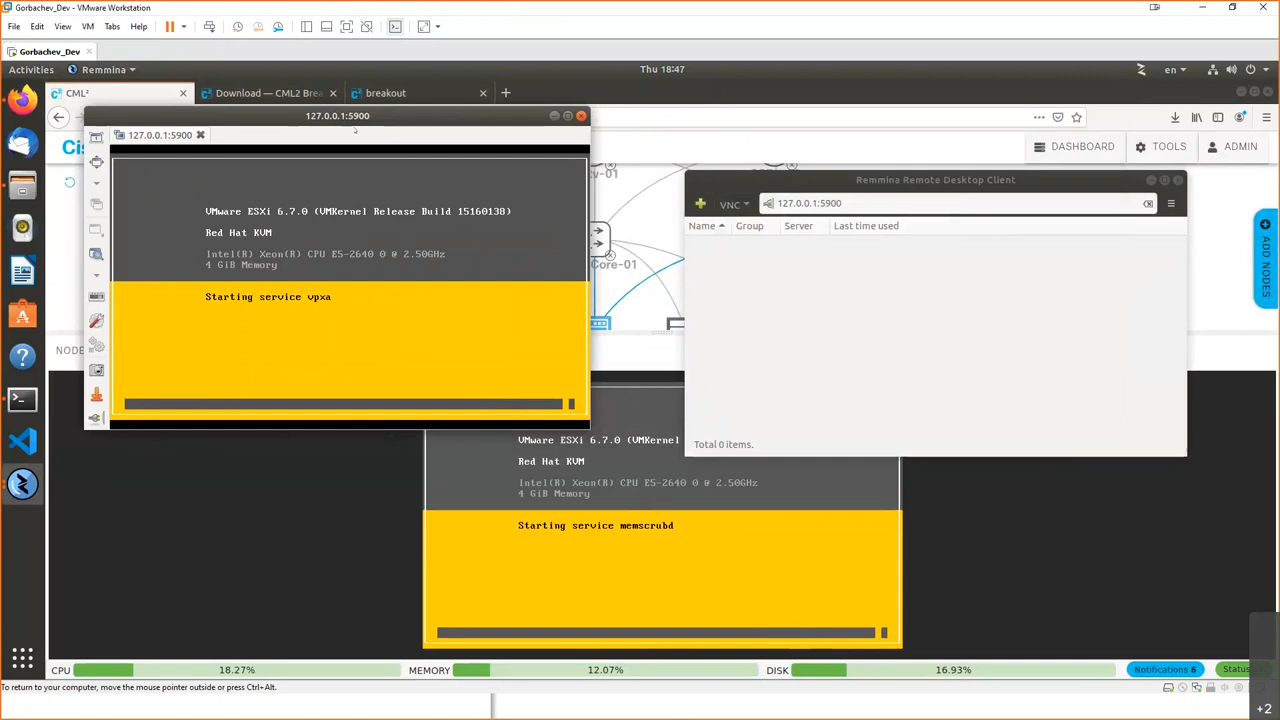 Gorbachev_Dev - VMware Workstation
File Edit View VM Tabs Help
Gorbachev_Dev
Activities Remmina Thu 18:47 en
CML² Download — CML2 Brea breakout
127.0.0.1:5900
127.0.0.1:5900
DASHBOARD TOOLS ADMIN
Remmina Remote Desktop Client
VNC 127.0.0.1:5900
Name Group Server Last time used
Total 0 items.
VMware ESXi 6.7.0 (VMKernel Release Build 15160138)
Red Hat KVM
Intel(R) Xeon(R) CPU E5-2640 0 @ 2.50GHz
4 GiB Memory
Starting service vpxa
Core-01
ADD NODES
NODE
VMware ESXi 6.7.0 (VMKernel
Red Hat KVM
Intel(R) Xeon(R) CPU E5-2640 0 @ 2.50GHz
4 GiB Memory
Starting service memscrubd
CPU 18.27% MEMORY 12.07% DISK 16.93% Notifications 6 Status
To return to your computer, move the mouse pointer outside or press Ctrl+Alt.
+2